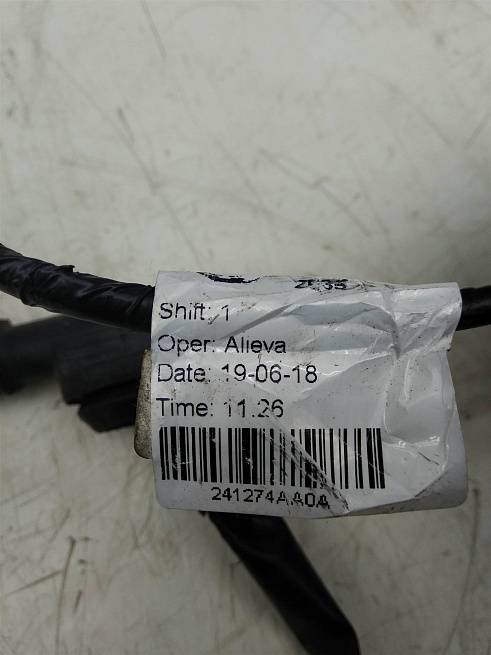 Shift: 1
Oper: Alieva
Date: 19-06-18
Time: 11.26
241274AA0A